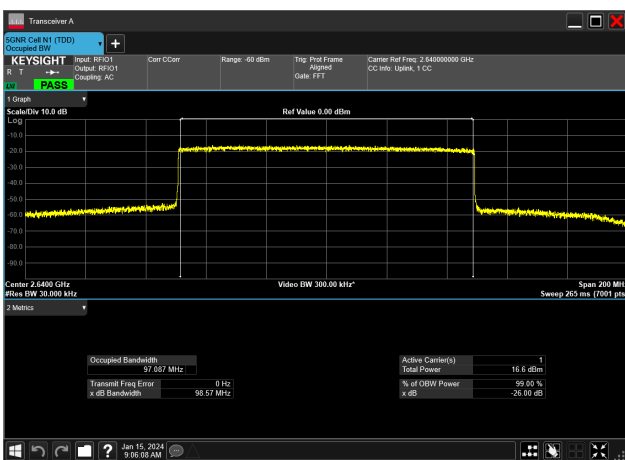 Transceiver A
5GNR Cell N1 (TDD)
Occupied BW
KEYSIGHT
R T
LXI
PASS
Input: RFIO1
Output: RFIO1
Coupling: AC
Corr CCorr
Range: -60 dBm
Trig: Prot Frame
Aligned
Gate: FFT
Carrier Ref Freq: 2.640000000 GHz
CC Info: Uplink, 1 CC
1 Graph
Scale/Div 10.0 dB
Ref Value 0.00 dBm
Log
-10.0
-20.0
-30.0
-40.0
-50.0
-60.0
-70.0
-80.0
-90.0
Center 2.6400 GHz
Video BW 300.00 kHz*
Span 200 MHz
#Res BW 30.000 kHz
Sweep 265 ms (7001 pts
2 Metrics
Occupied Bandwidth
97.087 MHz
Active Carrier(s) 1
Total Power 16.6 dBm
Transmit Freq Error 0 Hz
x dB Bandwidth 98.57 MHz
% of OBW Power 99.00 %
x dB -26.00 dB
Jan 15, 2024
9:06:08 AM